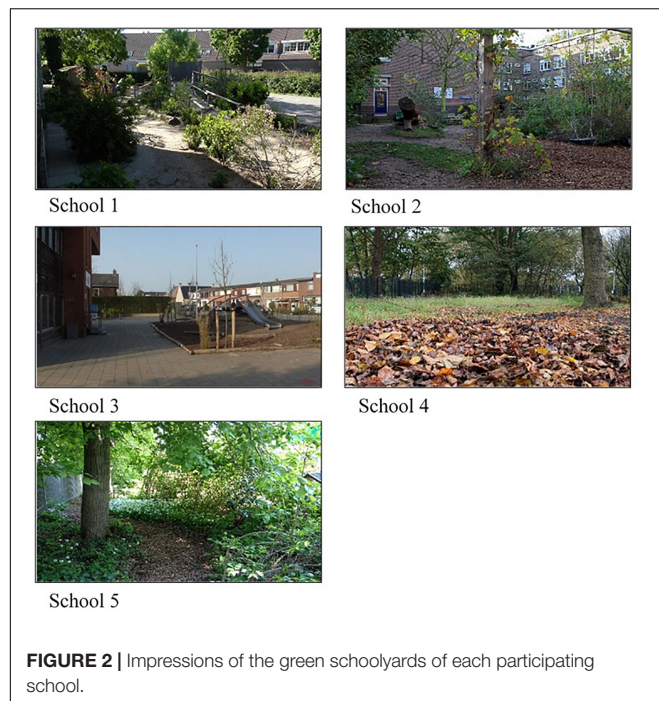 School 1
School 2
School 3
School 4
School 5
FIGURE 2 | Impressions of the green schoolyards of each participating
school.